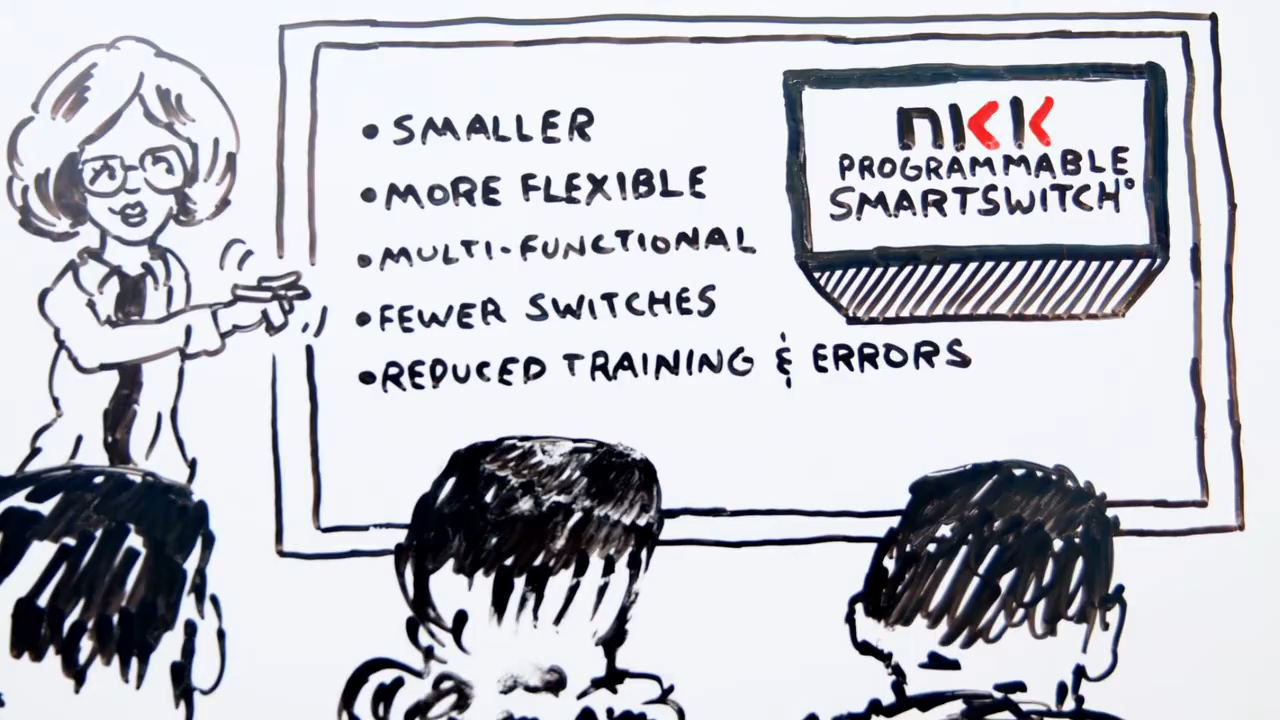 • SMALLER
• MORE FLEXIBLE
• MULTI-FUNCTIONAL
• FEWER SWITCHES
• REDUCED TRAINING & ERRORS
NKK
PROGRAMMABLE
SMARTSWITCH®